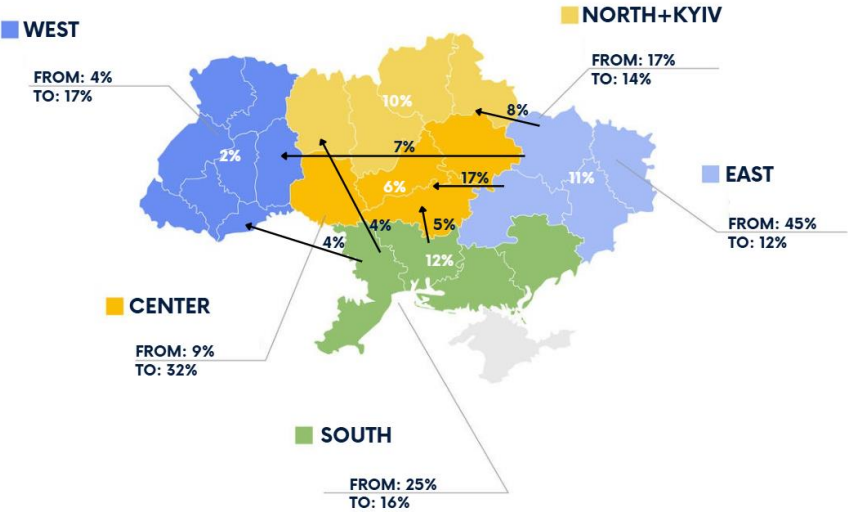 NORTH+KYIV
WEST
FROM: 17%
TO: 14%
FROM: 4%
TO: 17%
10%
8%
7%
2%
17%
11%
EAST
6%
4%
5%
FROM: 45%
TO: 12%
4%
12%
CENTER
FROM: 9%
TO: 32%
SOUTH
FROM: 25%
TO: 16%